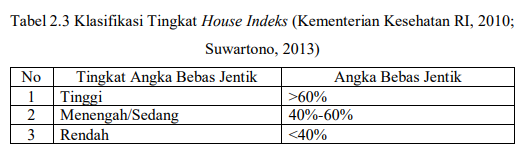 Tabel 2.3 Klasifikasi Tingkat House Indeks (Kementerian Kesehatan RI, 2010;
Suwartono, 2013)
No Tingkat Angka Bebas Jentik Angka Bebas Jentik
1 Tinggi >60%
2 Menengah/Sedang 40%-60%
3 Rendah <40%